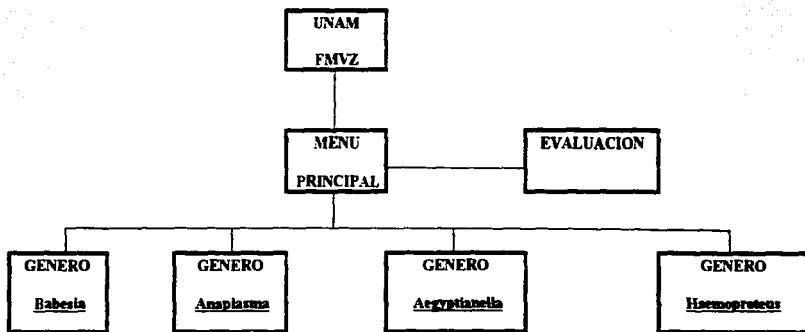 UNAM
FMVZ
MENU
PRINCIPAL
EVALUACION
GENERO
Babesia
GENERO
Anaplasma
GENERO
Aegyptianella
GENERO
Haemoproteus